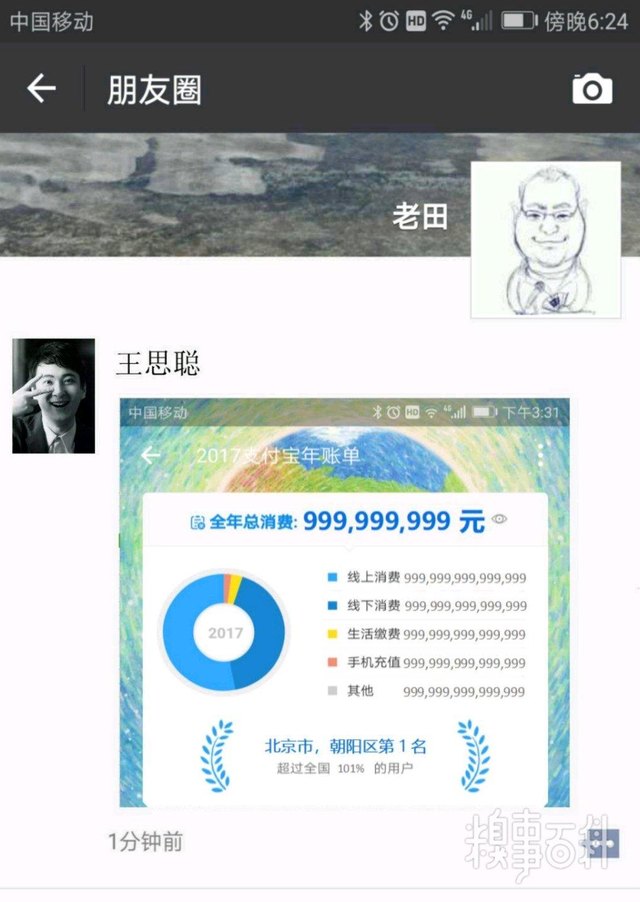 中国移动 HD 4G 傍晚6:24
朋友圈
老田
王思聪
中国移动 HD 4G 下午3:31
2017支付宝年账单
全年总消费: 999,999,999 元
线上消费 999,999,999,999,999
线下消费 999,999,999,999,999
2017
生活缴费 999,999,999,999,999
手机充值 999,999,999,999,999
其他 999,999,999,999,999
北京市，朝阳区第 1 名
超过全国 101% 的用户
1分钟前
糗事百科